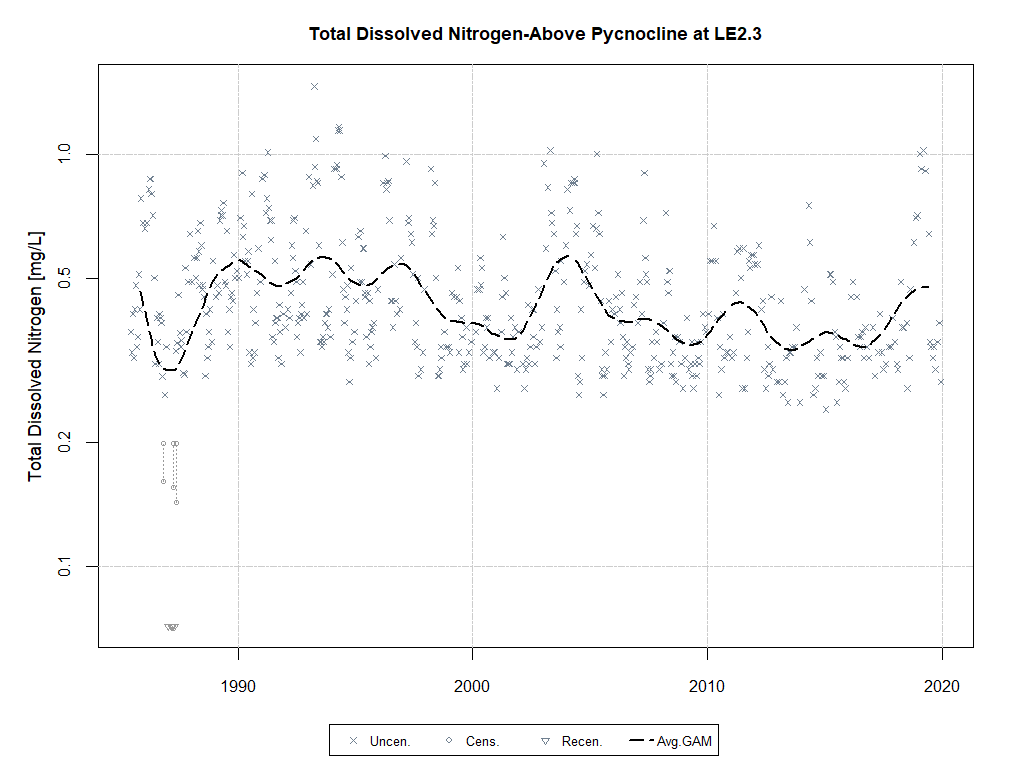 Total Dissolved Nitrogen-Above Pycnocline at LE2.3
Total Dissolved Nitrogen [mg/L]
1.0
0.5
0.2
0.1
1990 2000 2010 2020
Uncen. Cens. Recen. Avg.GAM